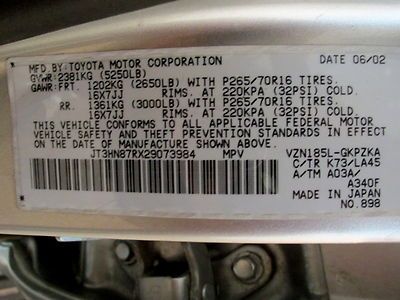 MFD.BY:TOYOTA MOTOR CORPORATION DATE 06/02
GVWR: 2381KG (5250LB)
GAWR: FRT. 1202KG (2650LB) WITH P265/70R16 TIRES.
16X7JJ RIMS. AT 220KPA (32PSI) COLD.
RR. 1361KG (3000LB) WITH P265/70R16 TIRES.
16X7JJ RIMS. AT 220KPA (32PSI) COLD.
THIS VEHICLE CONFORMS TO ALL APPLICABLE FEDERAL MOTOR
VEHICLE SAFETY STANDARDS IN EFFECT ON THE DATE OF
MANUFACTURE SHOWN ABOVE.
JT3HN87RX29073984 MPV VZN185L-GKPZKA
C/TR K73/LA45
A/TM A03A/
A340F
MADE IN JAPAN
NO.898